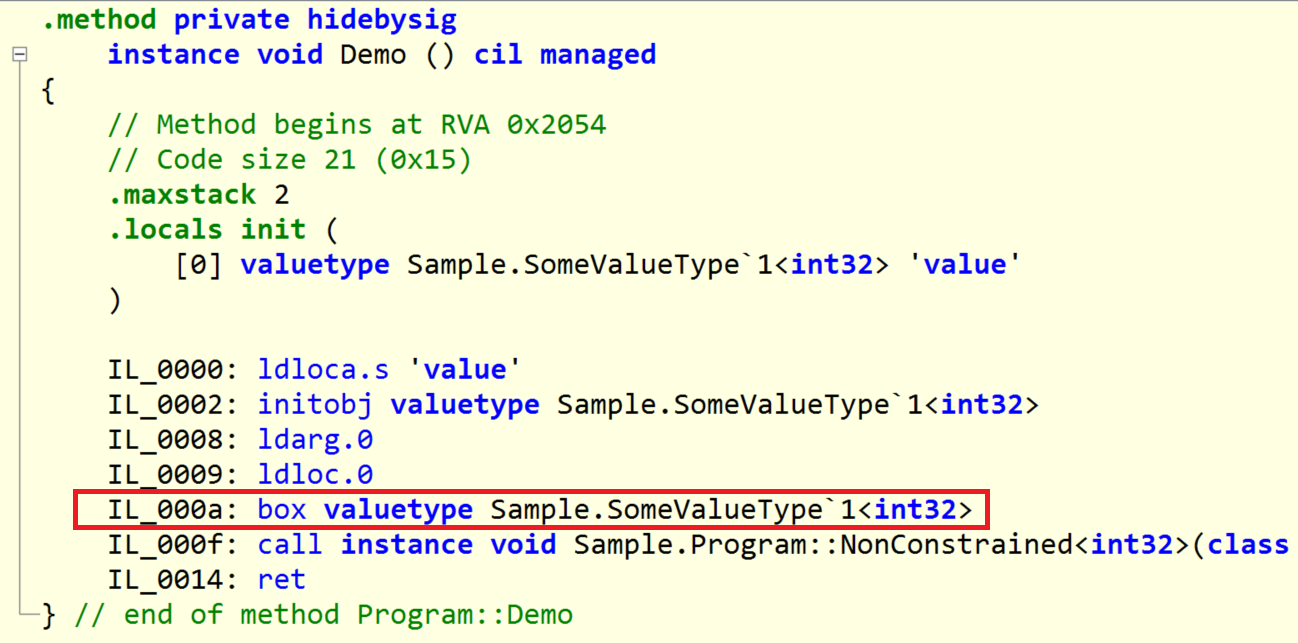 .method private hidebysig
instance void Demo () cil managed
{
// Method begins at RVA 0x2054
// Code size 21 (0x15)
.maxstack 2
.locals init (
[0] valuetype Sample.SomeValueType`1<int32> 'value'
)
IL_0000: ldloca.s 'value'
IL_0002: initobj valuetype Sample.SomeValueType`1<int32>
IL_0008: ldarg.0
IL_0009: ldloc.0
IL_000a: box valuetype Sample.SomeValueType`1<int32>
IL_000f: call instance void Sample.Program::NonConstrained<int32>(class
IL_0014: ret
} // end of method Program::Demo